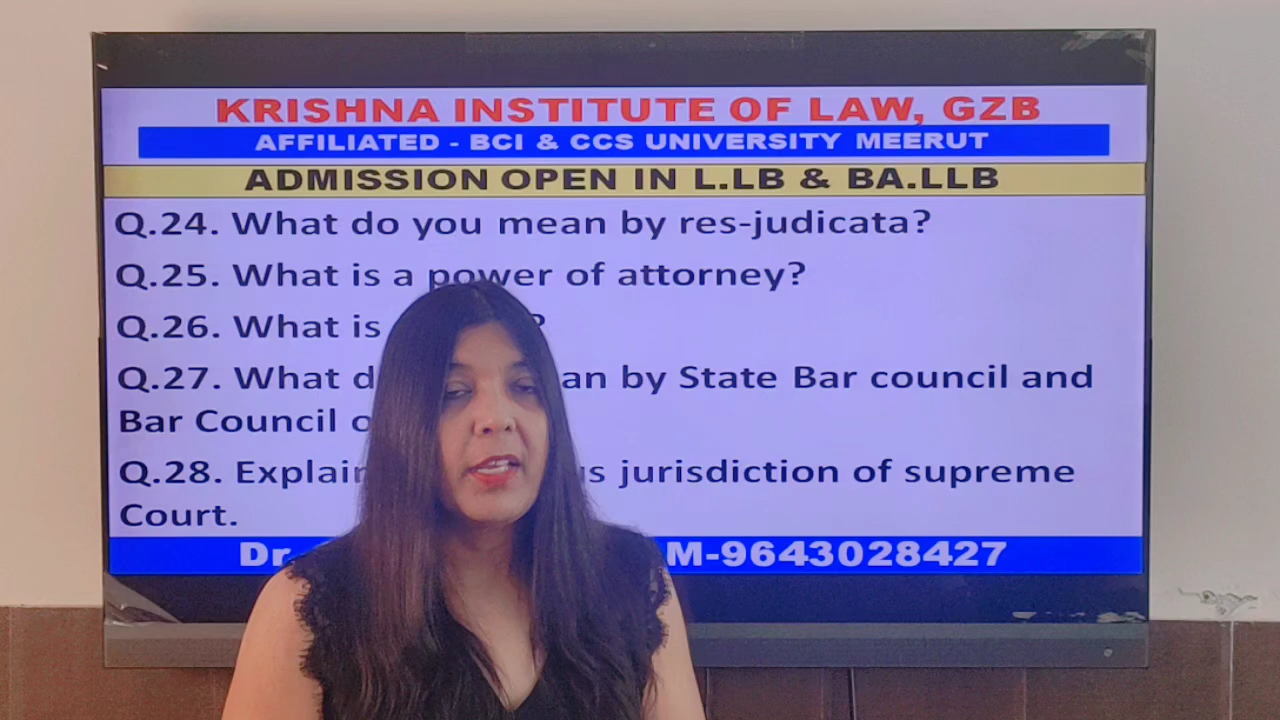 KRISHNA INSTITUTE OF LAW, GZB
AFFILIATED - BCI & CCS UNIVERSITY MEERUT
ADMISSION OPEN IN L.LB & BA.LLB
Q.24. What do you mean by res-judicata?
Q.25. What is a power of attorney?
Q.26. What is ?
Q.27. What by State Bar council and
Bar Council
Q.28. Explain jurisdiction of supreme
Court.
Dr M-9643028427